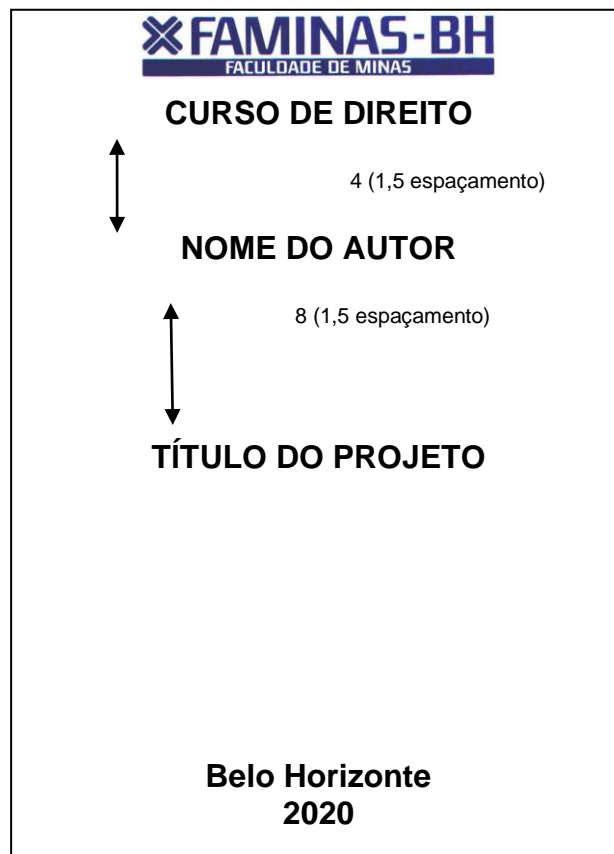 FAMINAS-BH
FACULDADE DE MINAS
CURSO DE DIREITO
4 (1,5 espaçamento)
NOME DO AUTOR
8 (1,5 espaçamento)
TÍTULO DO PROJETO
Belo Horizonte
2020